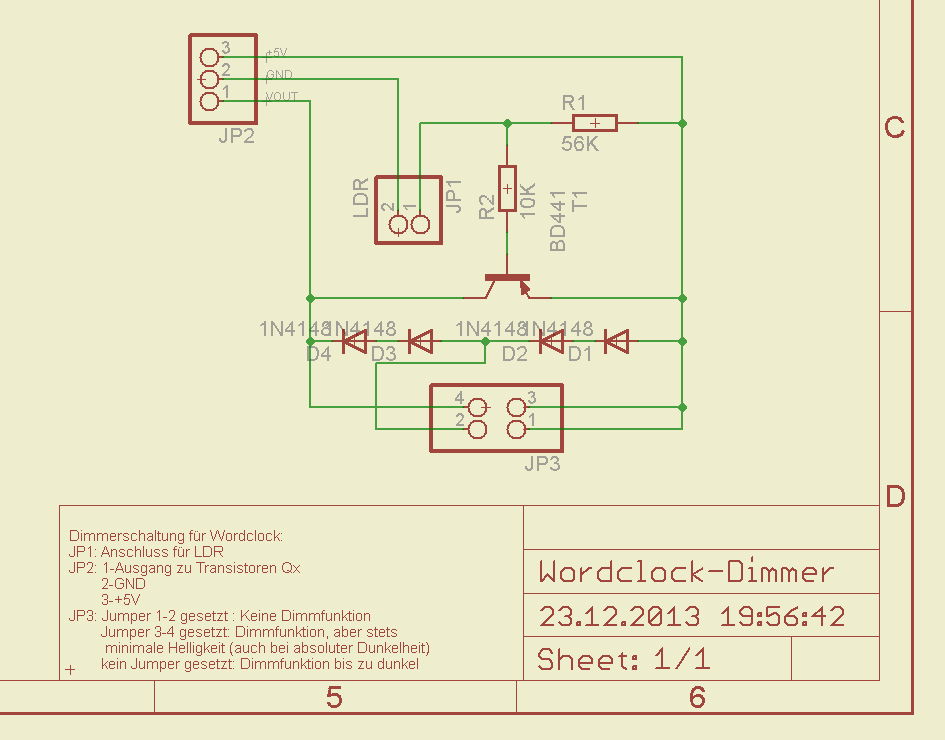 3
+5V
2
GND
1
VOUT
JP2
C
R1
56K
LDR
2
1
JP1
R2
10K
BD441
T1
1N4148
1N4148
1N4148
1N4148
D4
D3
D2
D1
4
3
2
1
JP3
D
Dimmerschaltung für Wordclock:
JP1: Anschluss für LDR
JP2: 1-Ausgang zu Transistoren Qx
2-GND
3-+5V
JP3: Jumper 1-2 gesetzt : Keine Dimmfunktion
Jumper 3-4 gesetzt: Dimmfunktion, aber stets
minimale Helligkeit (auch bei absoluter Dunkelheit)
kein Jumper gesetzt: Dimmfunktion bis zu dunkel
Wordclock-Dimmer
23.12.2013 19:56:42
Sheet: 1/1
5
6